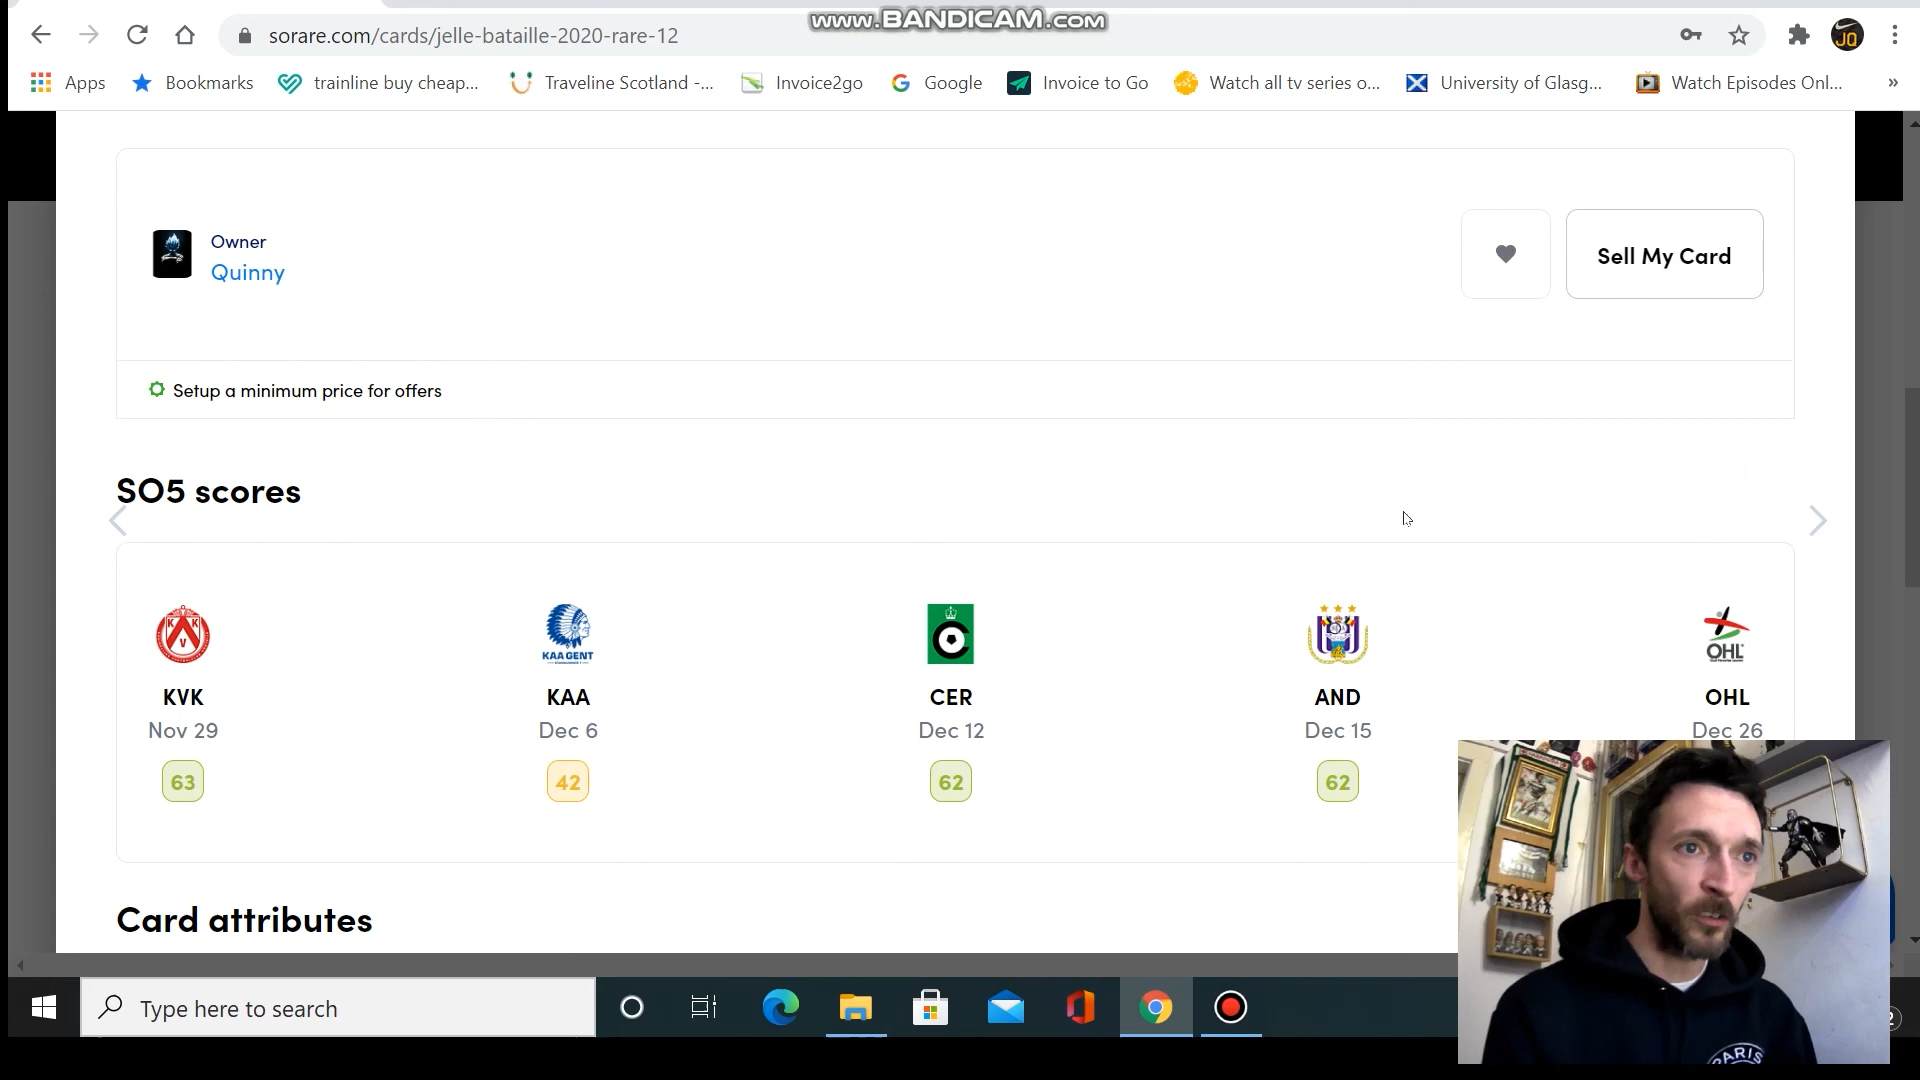 www.BANDICAM.com
sorare.com/cards/jelle-bataille-2020-rare-12
JQ
Apps
Bookmarks
trainline buy cheap...
Traveline Scotland -...
Invoice2go
Google
Invoice to Go
Watch all tv series o...
University of Glasg...
Watch Episodes Onl...
»
Owner
Quinny
Sell My Card
Setup a minimum price for offers
SO5 scores
KVK
KAA GENT
OHL
KVK
KAA
CER
AND
OHL
Nov 29
Dec 6
Dec 12
Dec 15
Dec 26
63
42
62
62
Card attributes
Type here to search
PARIS